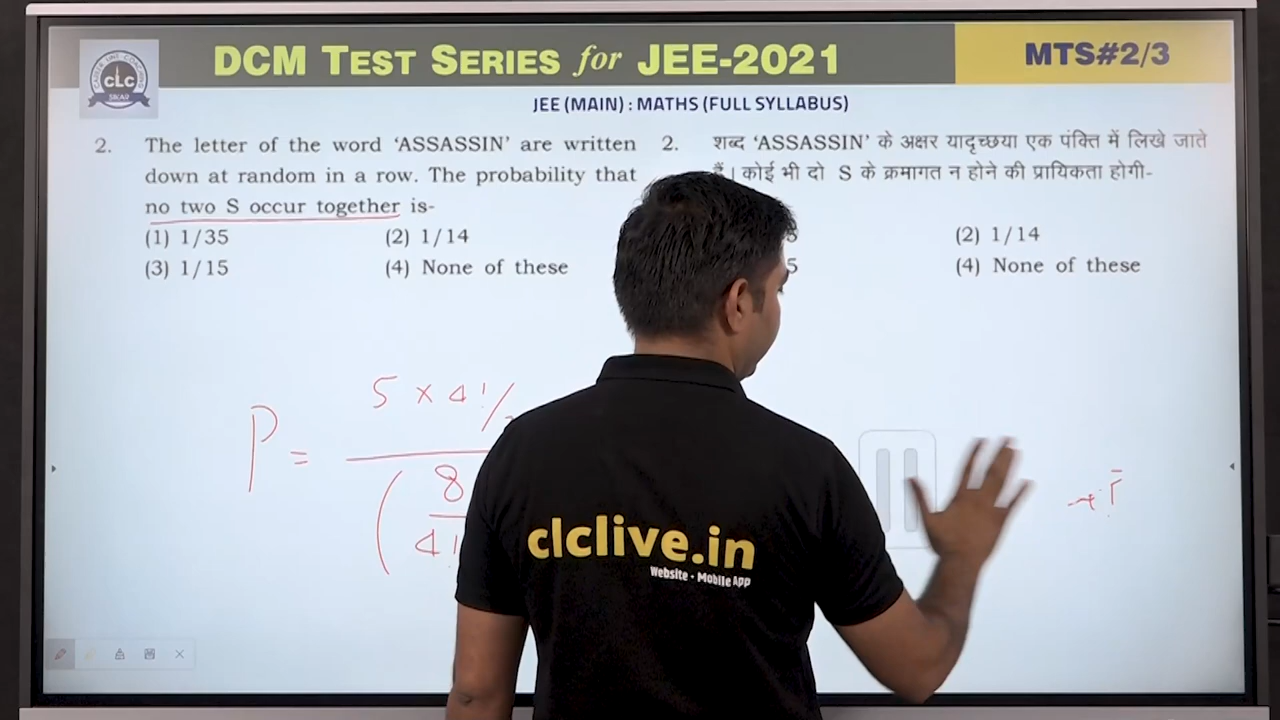 DCM TEST SERIES for JEE-2021
MTS#2/3
CLC
SIKAR
JEE (MAIN) : MATHS (FULL SYLLABUS)
2. The letter of the word ‘ASSASSIN’ are written down at random in a row. The probability that
no two S occur together is-
(1) 1/35 (2) 1/14
(3) 1/15 (4) None of these
2. शब्द ‘ASSASSIN’ के अक्षर यादृच्छया एक पंक्ति में लिखे जाते
हैं। कोई भी दो S के क्रमागत न होने की प्रायिकता होगी-
(2) 1/14
5 (4) None of these
P = 5 × 4!/
( 8
4!
clclive.in
Website • Mobile App